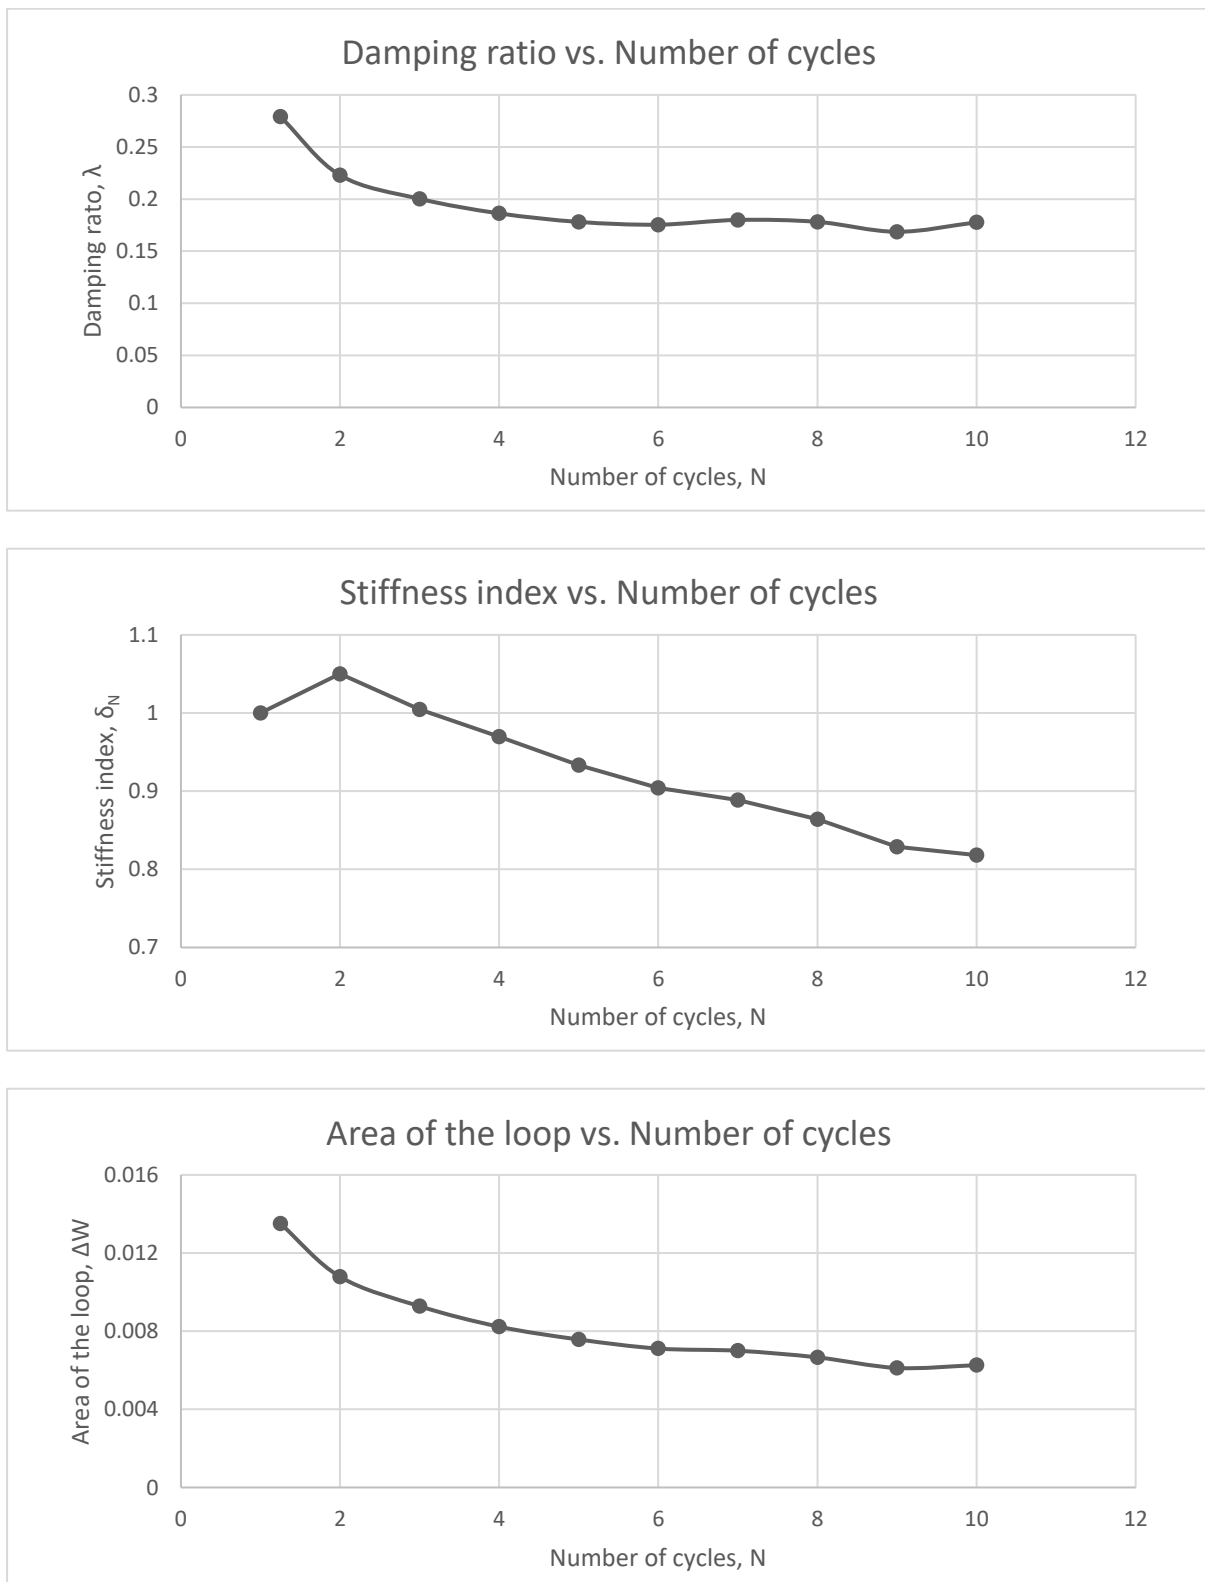 Damping ratio vs. Number of cycles
0.3
0.25
0.2
0.15
0.1
0.05
0
Damping rato, λ
0 2 4 6 8 10 12
Number of cycles, N
Stiffness index vs. Number of cycles
1.1
1
0.9
0.8
0.7
Stiffness index, δN
0 2 4 6 8 10 12
Number of cycles, N
Area of the loop vs. Number of cycles
0.016
0.012
0.008
0.004
0
Area of the loop, ΔW
0 2 4 6 8 10 12
Number of cycles, N